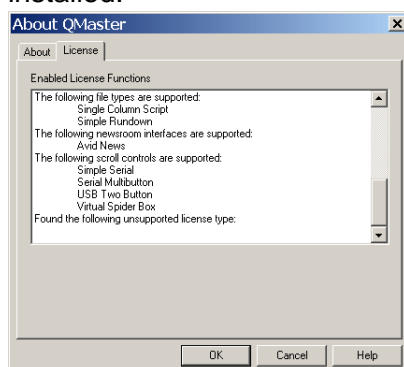 installed.
About QMaster
About License
Enabled License Functions
The following file types are supported:
Single Column Script
Simple Rundown
The following newsroom interfaces are supported:
Avid News
The following scroll controls are supported:
Simple Serial
Serial Multibutton
USB Two Button
Virtual Spider Box
Found the following unsupported license type:
OK Cancel Help